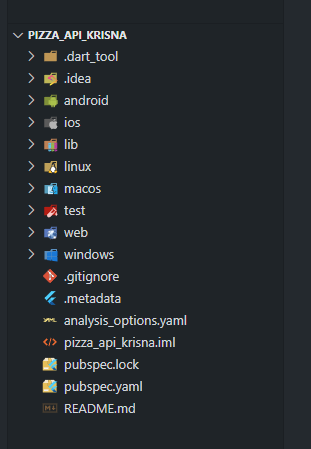 PIZZA_API_KRISNA
.dart_tool
.idea
android
ios
lib
linux
macos
test
web
windows
.gitignore
.metadata
analysis_options.yaml
pizza_api_krisna.iml
pubspec.lock
pubspec.yaml
README.md